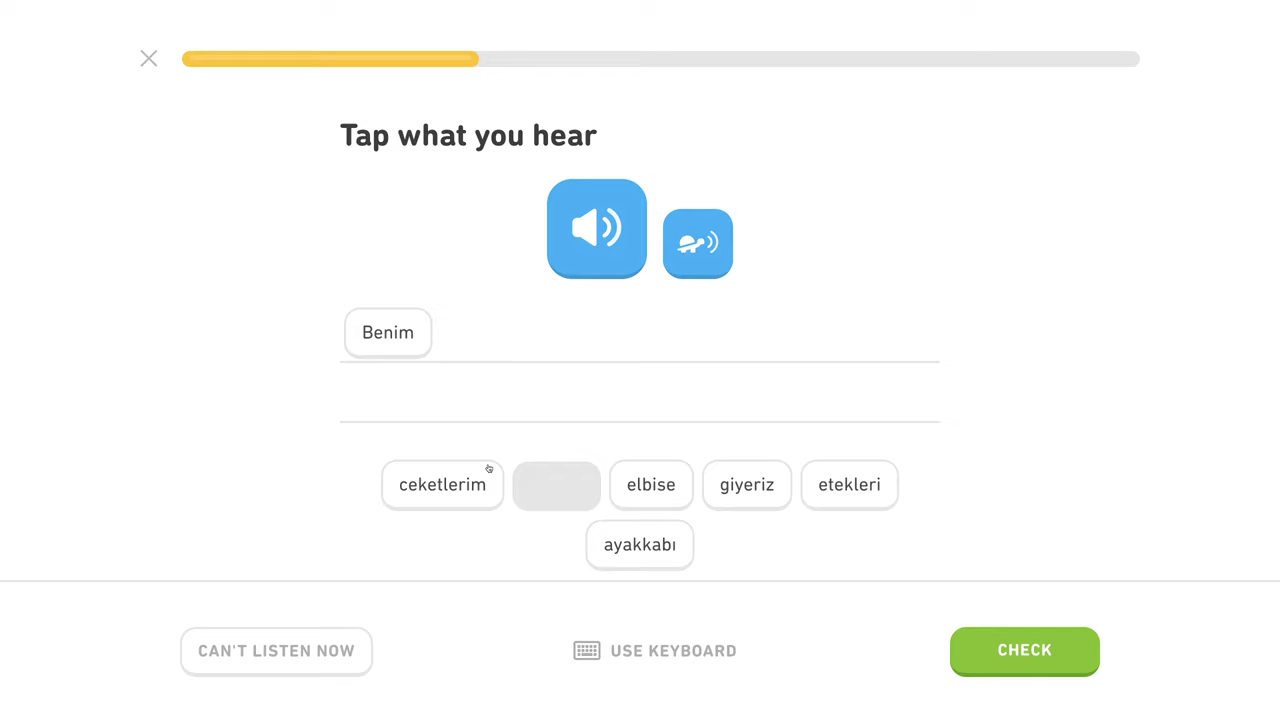 Tap what you hear
Benim
ceketlerim elbise giyeriz etekleri
ayakkabı
CAN'T LISTEN NOW USE KEYBOARD CHECK